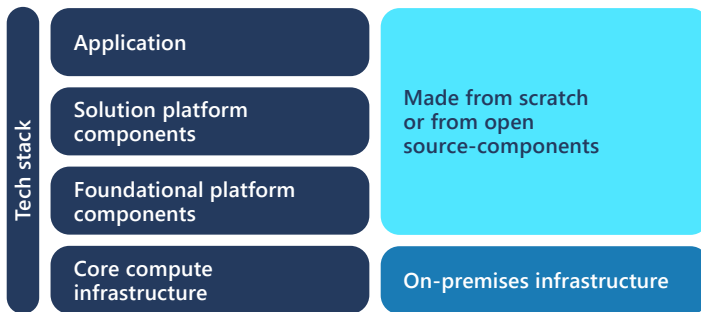 Tech stack
Application
Solution platform
components
Foundational platform
components
Core compute
infrastructure
Made from scratch
or from open
source-components
On-premises infrastructure